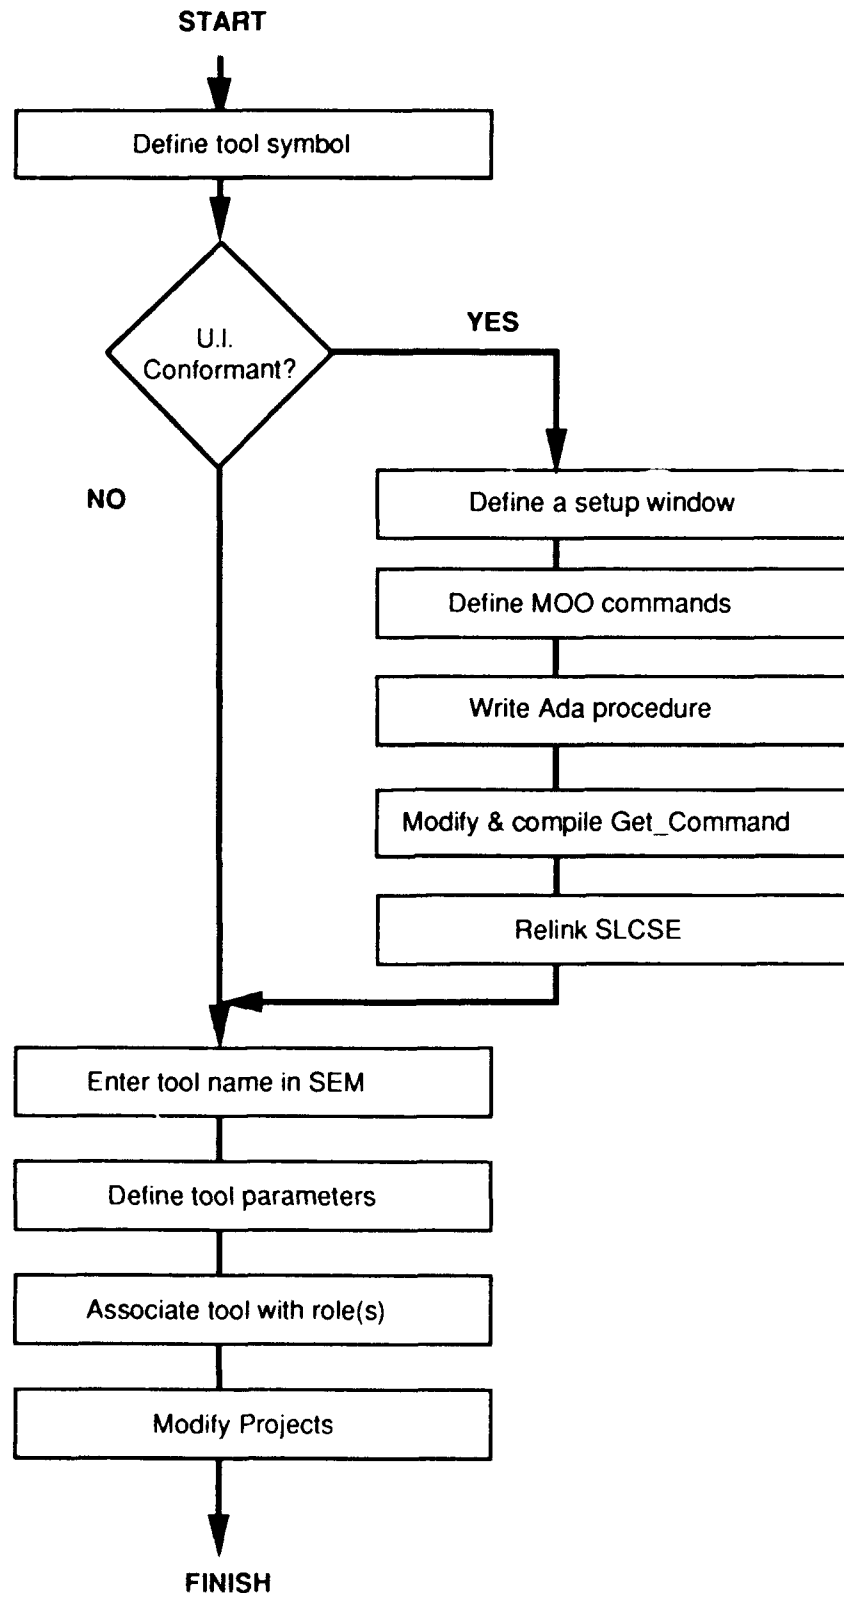 START
Define tool symbol
U.I.
Conformant?
YES
NO
Define a setup window
Define MOO commands
Write Ada procedure
Modify & compile Get_Command
Relink SLCSE
Enter tool name in SEM
Define tool parameters
Associate tool with role(s)
Modify Projects
FINISH